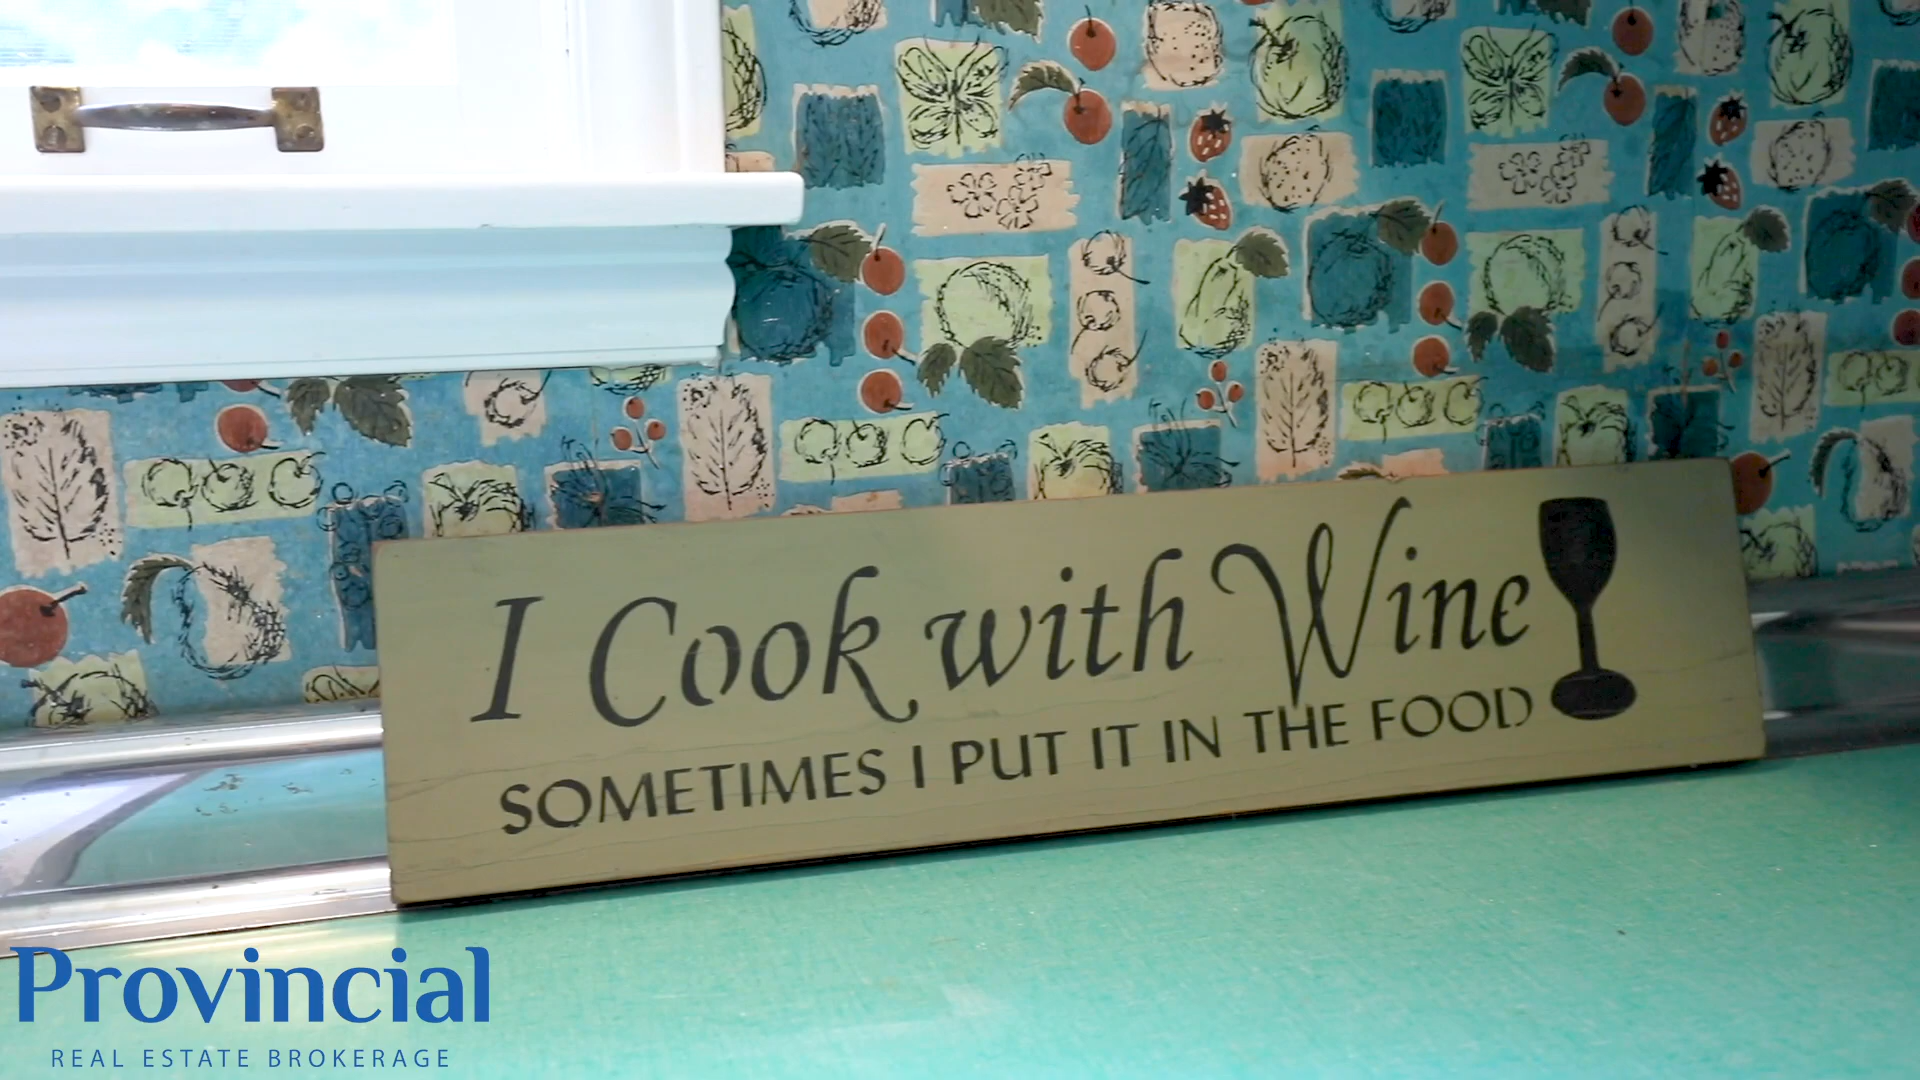 I Cook with Wine
SOMETIMES I PUT IT IN THE FOOD
Provincial
REAL ESTATE BROKERAGE